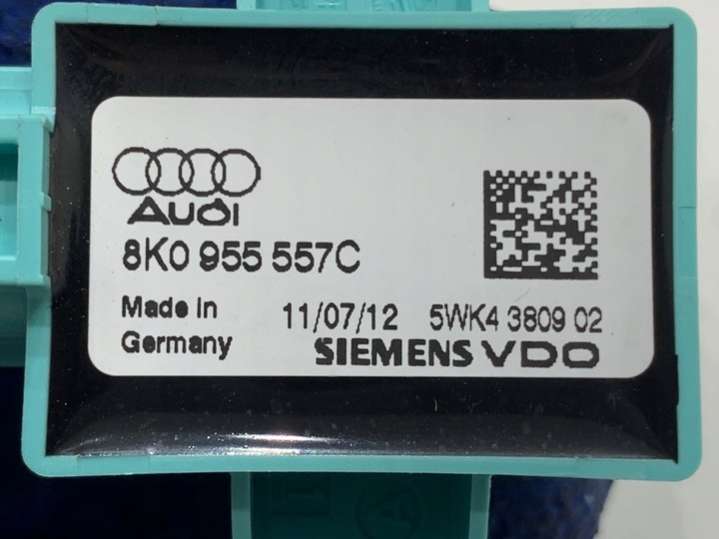 Audi
8K0 955 557C
Made in
Germany
11/07/12 5WK4 3809 02
SIEMENS VDO